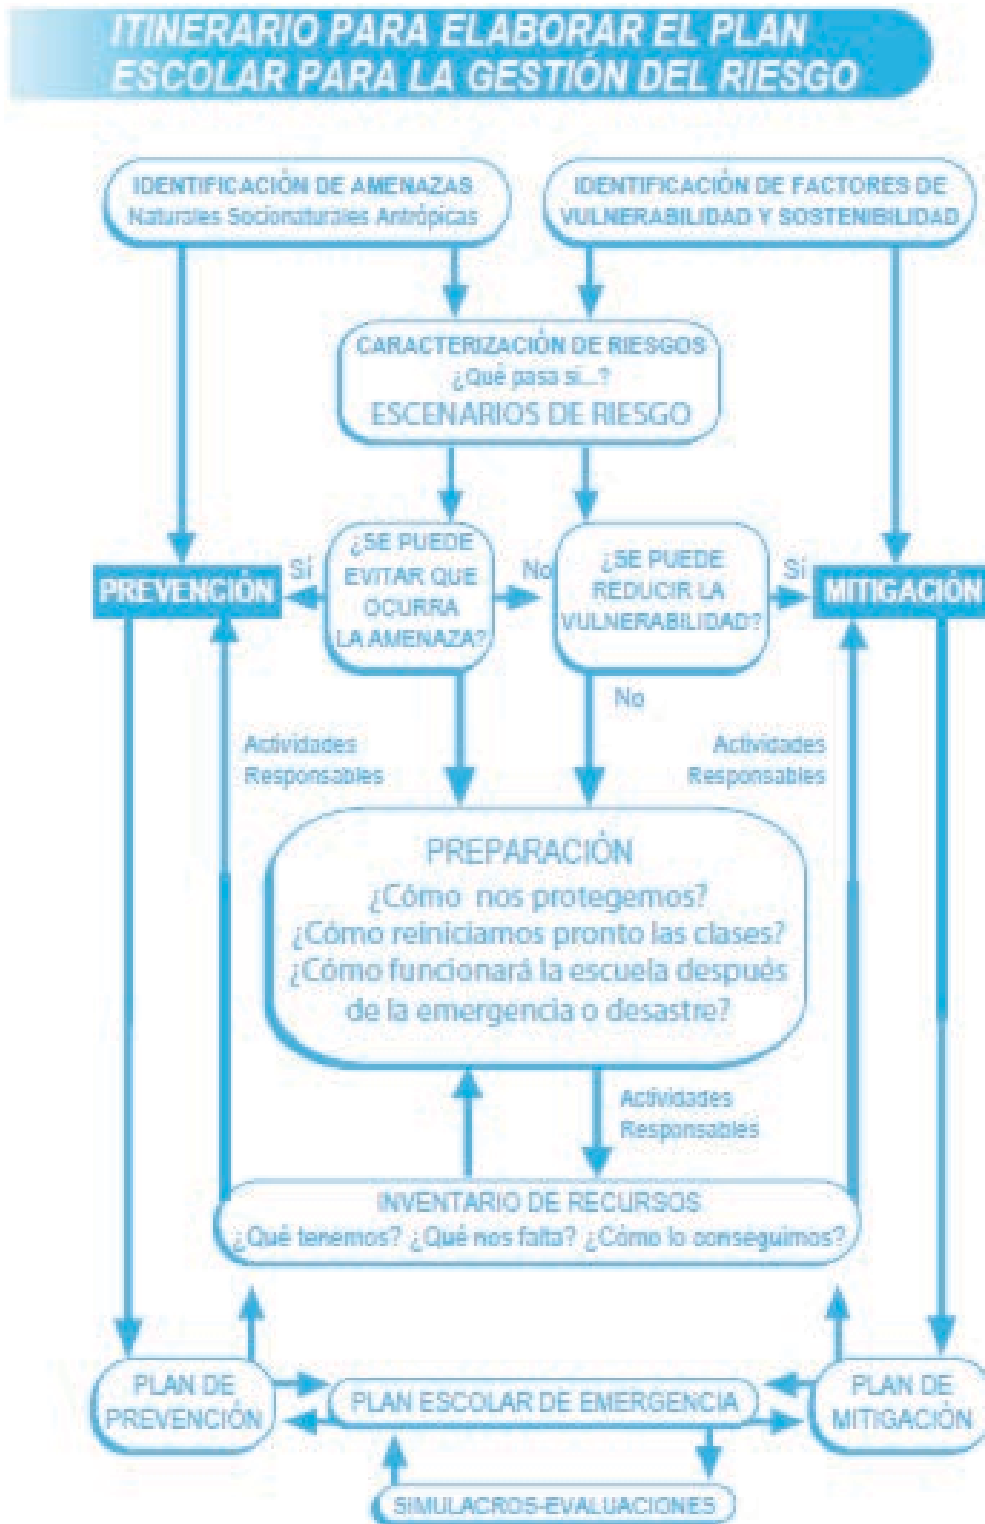 ITINERARIO PARA ELABORAR EL PLAN
ESCOLAR PARA LA GESTIÓN DEL RIESGO
IDENTIFICACIÓN DE AMENAZAS
Naturales Socionaturales Antrópicas
IDENTIFICACIÓN DE FACTORES DE
VULNERABILIDAD Y SOSTENIBILIDAD
CARACTERIZACIÓN DE RIESGOS
¿Qué pasa si...?
ESCENARIOS DE RIESGO
PREVENCIÓN
Sí
¿SE PUEDE
EVITAR QUE
OCURRA
LA AMENAZA?
No
¿SE PUEDE
REDUCIR LA
VULNERABILIDAD?
Sí
MITIGACIÓN
No
Actividades
Responsables
Actividades
Responsables
PREPARACIÓN
¿Cómo nos protegemos?
¿Cómo reiniciamos pronto las clases?
¿Cómo funcionará la escuela después
de la emergencia o desastre?
Actividades
Responsables
INVENTARIO DE RECURSOS
¿Qué tenemos? ¿Qué nos falta? ¿Cómo lo conseguimos?
PLAN DE
PREVENCIÓN
PLAN ESCOLAR DE EMERGENCIA
PLAN DE
MITIGACIÓN
SIMULACROS-EVALUACIONES